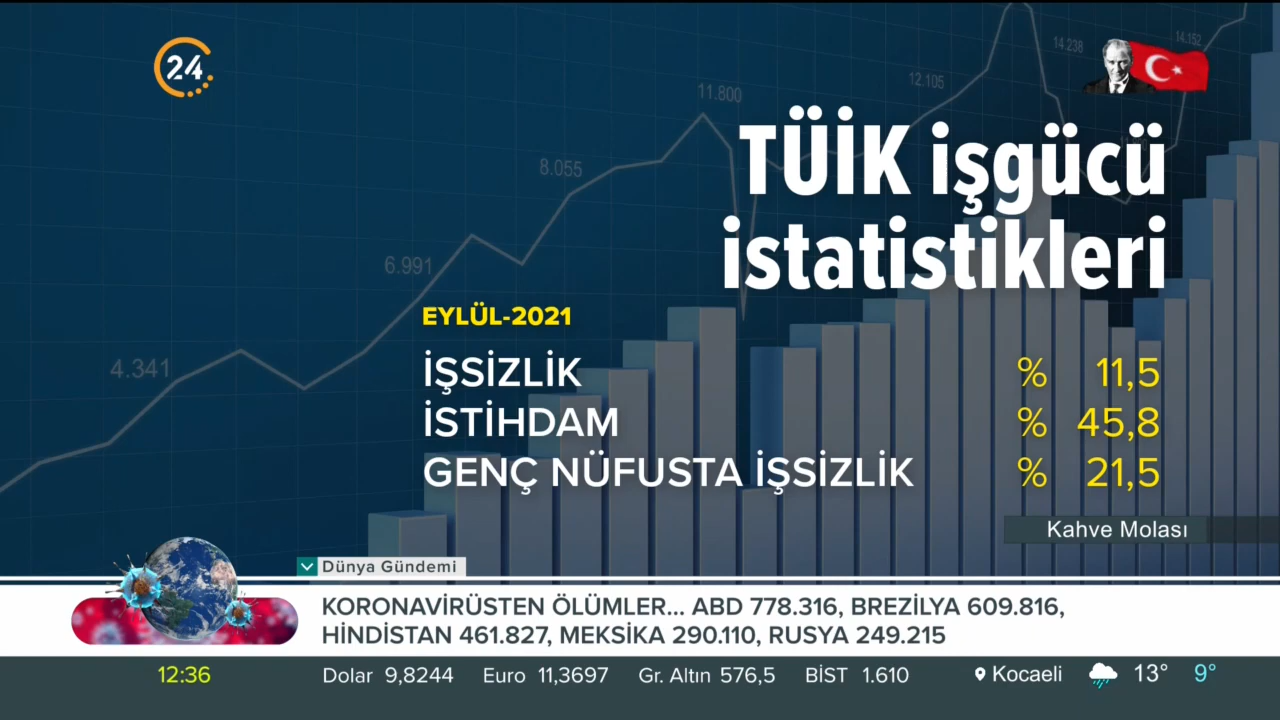 24
14.238
14.152
12.105
11.800
8.055
6.991
4.341
TÜİK işgücü
istatistikleri
EYLÜL-2021
İŞSİZLİK % 11,5
İSTİHDAM % 45,8
GENÇ NÜFUSTA İŞSİZLİK % 21,5
Kahve Molası
Dünya Gündemi
KORONAVİRÜSTEN ÖLÜMLER... ABD 778.316, BREZİLYA 609.816,
HİNDİSTAN 461.827, MEKSİKA 290.110, RUSYA 249.215
12:36 Dolar 9,8244 Euro 11,3697 Gr. Altın 576,5 BİST 1.610 Kocaeli 13° 9°